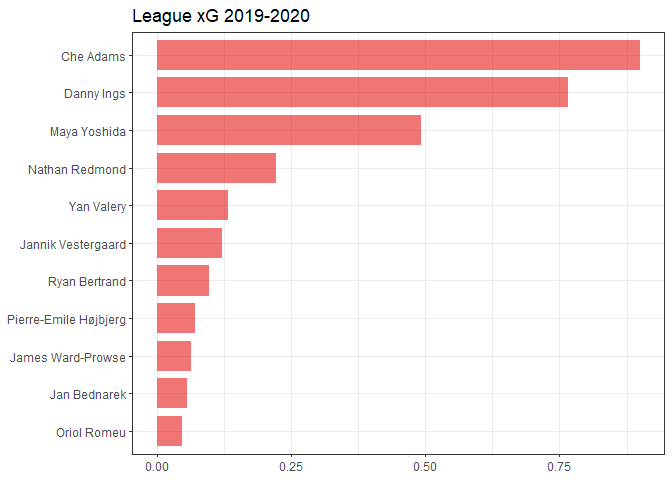 League xG 2019-2020
Che Adams
Danny Ings
Maya Yoshida
Nathan Redmond
Yan Valery
Jannik Vestergaard
Ryan Bertrand
Pierre-Emile Højbjerg
James Ward-Prowse
Jan Bednarek
Oriol Romeu
0.00 0.25 0.50 0.75